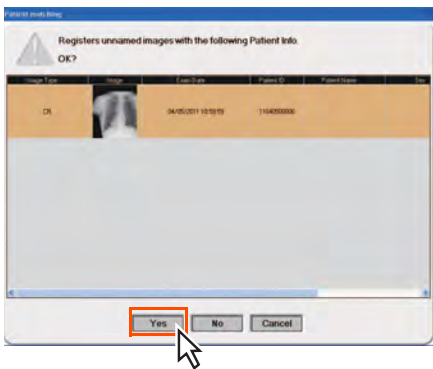 Patient matching
Registers unnamed images with the following Patient Info.
OK?
Image Type Image Exam Date Patient ID Patient Name Sex
CR 04/05/2011 10:59:59
Yes No Cancel